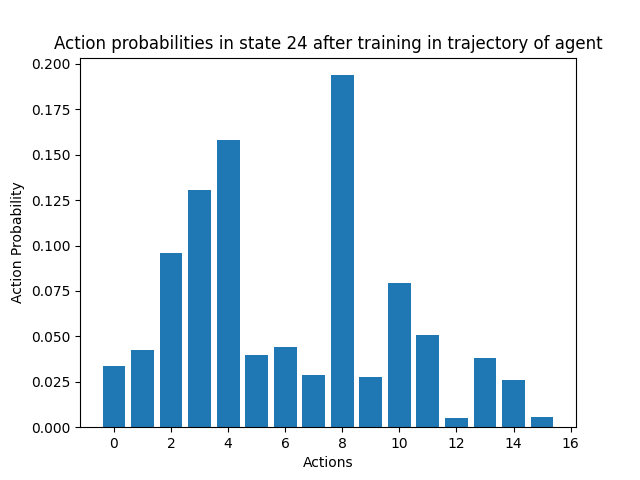 Action probabilities in state 24 after training in trajectory of agent
0.200
0.175
0.150
0.125
0.100
0.075
0.050
0.025
0.000
Action Probability
0 2 4 6 8 10 12 14 16
Actions